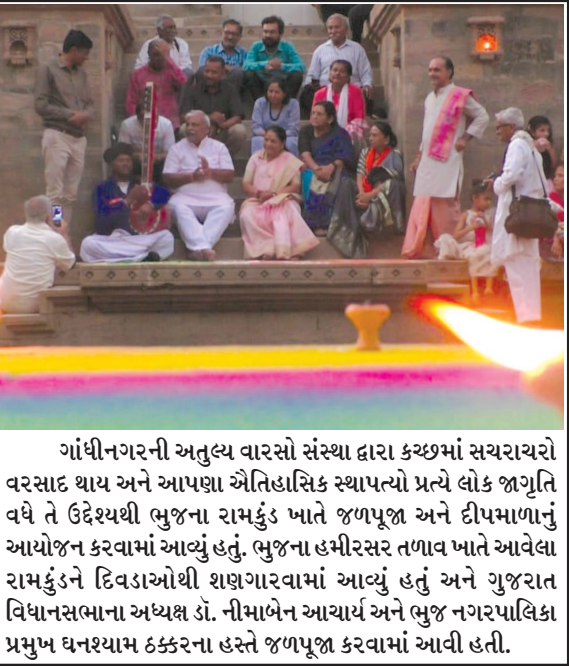 ગાંધીનગરની અતુલ્ય વારસો સંસ્થા દ્વારા કચ્છમાં સચરાચરો
વરસાદ થાય અને આપણા ઐતિહાસિક સ્થાપત્યો પ્રત્યે લોક જાગૃતિ
વધે તે ઉદ્દેશ્યથી ભુજના રામકુંડ ખાતે જળપૂજા અને દીપમાળાનું
આયોજન કરવામાં આવ્યું હતું. ભુજના હમીરસર તળાવ ખાતે આવેલા
રામકુંડને દિવડાઓથી શણગારવામાં આવ્યું હતું અને ગુજરાત
વિધાનસભાના અધ્યક્ષ ડૉ. નીમાબેન આચાર્ય અને ભુજ નગરપાલિકા
પ્રમુખ ઘનશ્યામ ઠક્કરના હસ્તે જળપૂજા કરવામાં આવી હતી.